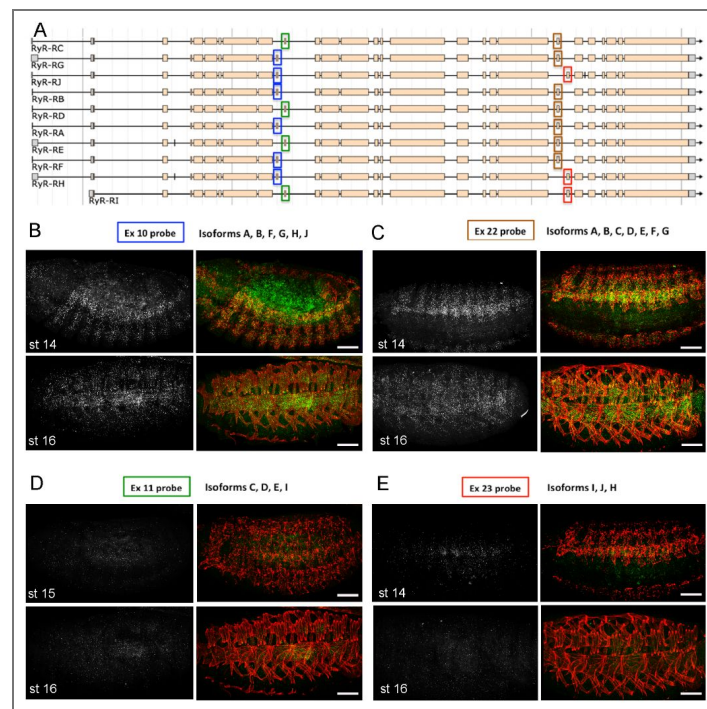 A
RyR-RC
RyR-RG
RyR-RJ
RyR-RB
RyR-RD
RyR-RA
RyR-RE
RyR-RF
RyR-RH
RyR-RI
B
Ex 10 probe Isoforms A, B, F, G, H, J
st 14
st 16
C
Ex 22 probe Isoforms A, B, C, D, E, F, G
st 14
st 16
D
Ex 11 probe Isoforms C, D, E, I
st 15
st 16
E
Ex 23 probe Isoforms I, J, H
st 14
st 16